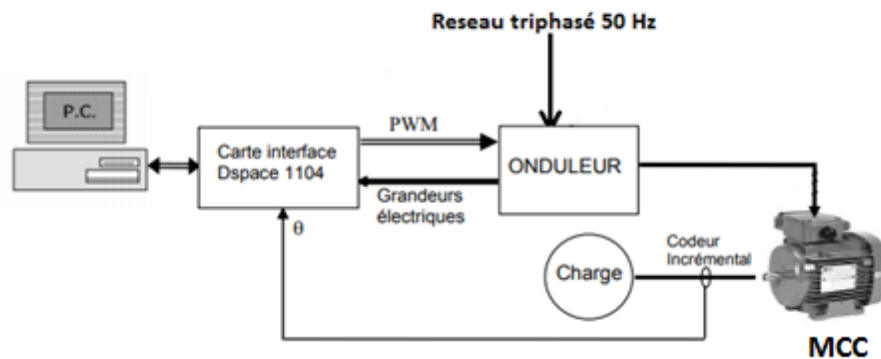 Reseau triphasé 50 Hz
P.C.
Carte interface
Dspace 1104
PWM
ONDULEUR
Grandeurs
électriques
θ
Charge
Codeur
Incrémental
MCC